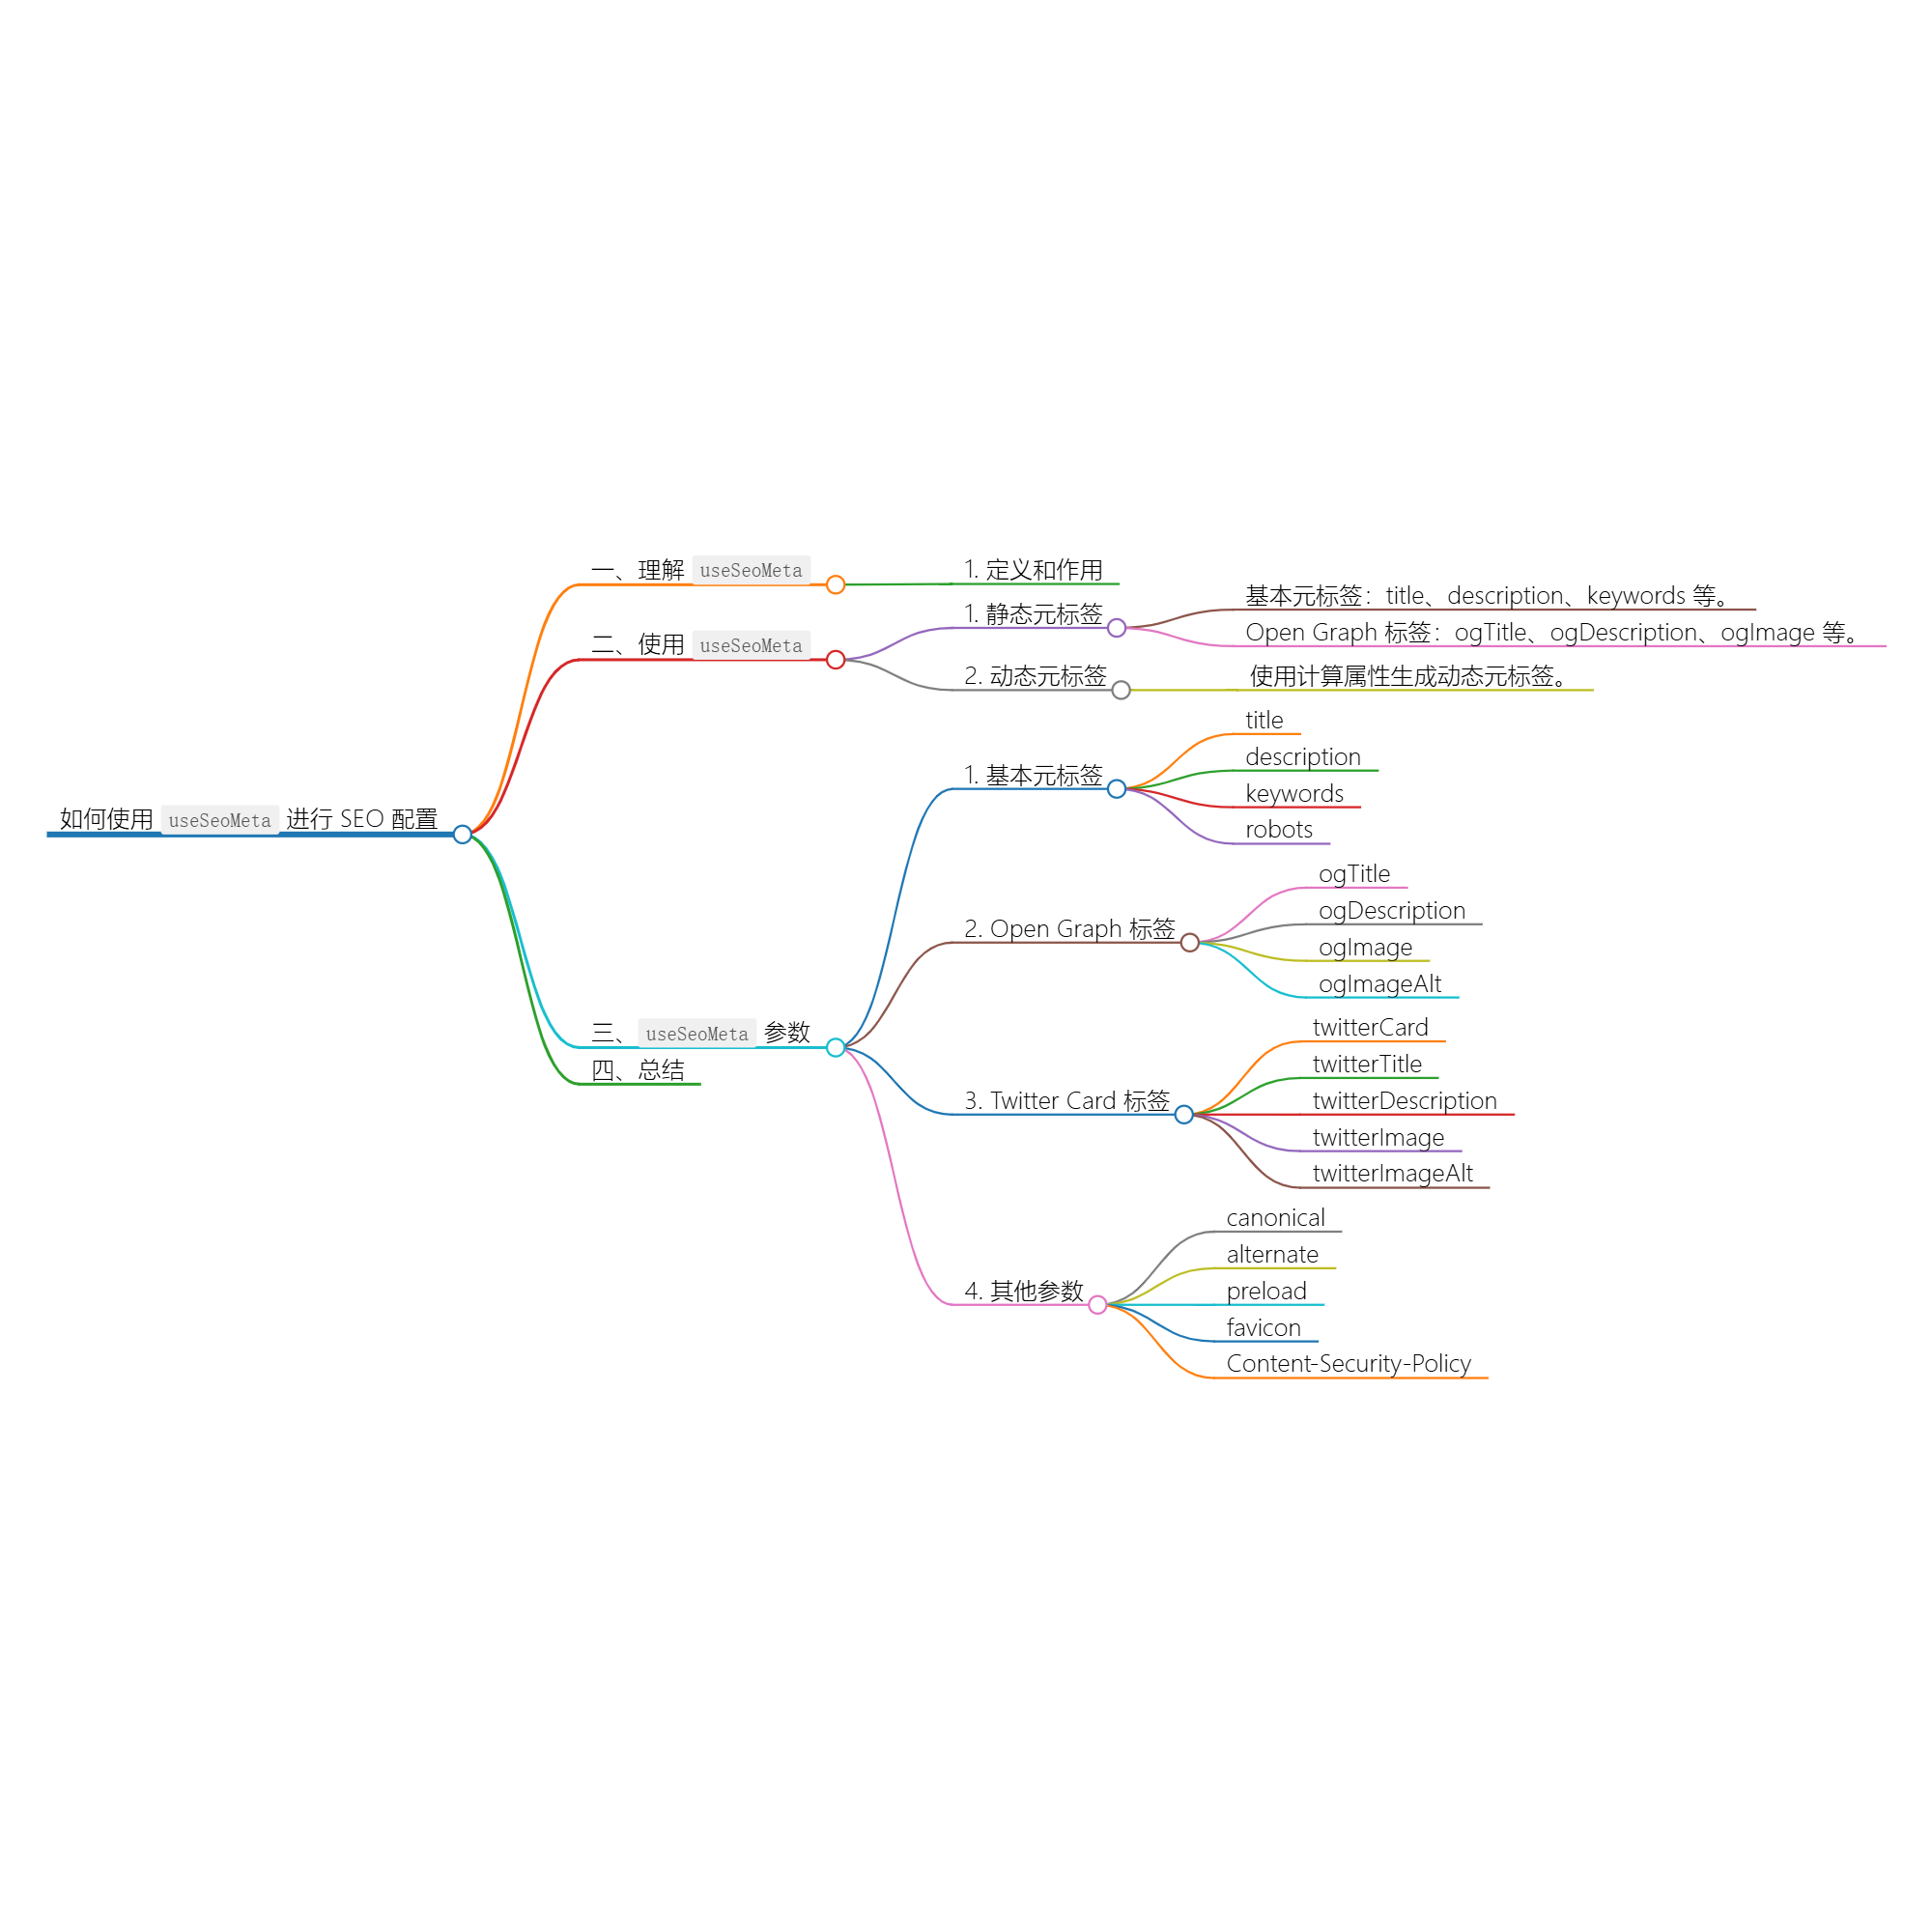 如何使用 useSeoMeta 进行 SEO 配置
一、理解 useSeoMeta
1. 定义和作用
二、使用 useSeoMeta
1. 静态元标签
基本元标签：title、description、keywords 等。
Open Graph 标签：ogTitle、ogDescription、ogImage 等。
2. 动态元标签
使用计算属性生成动态元标签。
三、useSeoMeta 参数
1. 基本元标签
title
description
keywords
robots
2. Open Graph 标签
ogTitle
ogDescription
ogImage
ogImageAlt
3. Twitter Card 标签
twitterCard
twitterTitle
twitterDescription
twitterImage
twitterImageAlt
4. 其他参数
canonical
alternate
preload
favicon
Content-Security-Policy
四、总结